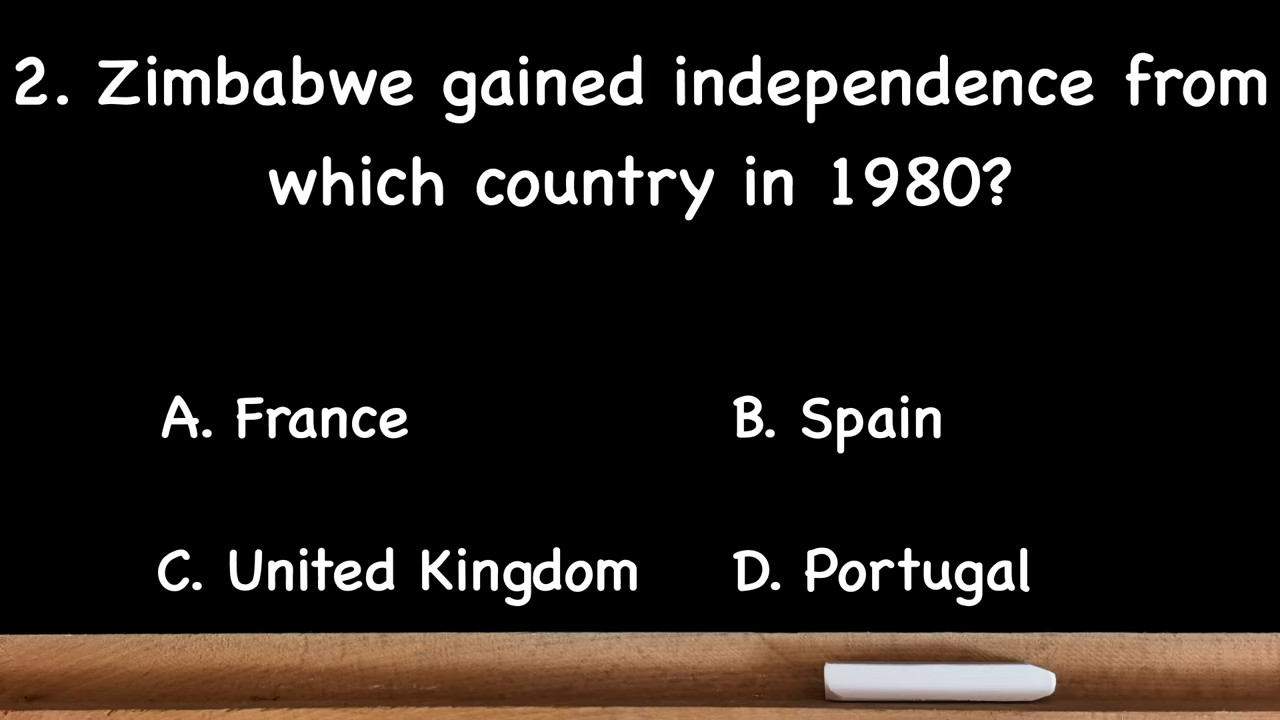 2. Zimbabwe gained independence from
which country in 1980?
A. France
B. Spain
C. United Kingdom
D. Portugal